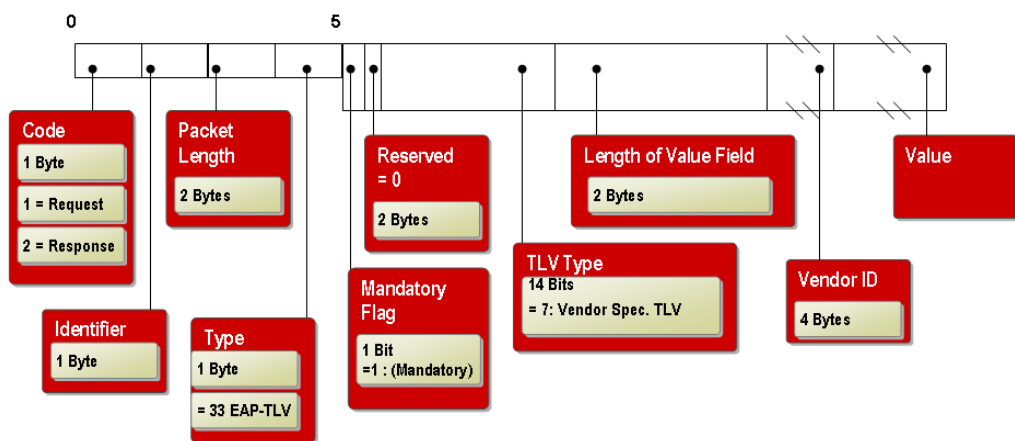 0
5
Code
1 Byte
1 = Request
2 = Response
Packet
Length
2 Bytes
Reserved
= 0
2 Bytes
Length of Value Field
2 Bytes
Value
TLV Type
14 Bits
= 7: Vendor Spec. TLV
Vendor ID
4 Bytes
Mandatory
Flag
1 Bit
=1 : (Mandatory)
Identifier
1 Byte
Type
1 Byte
= 33 EAP-TLV